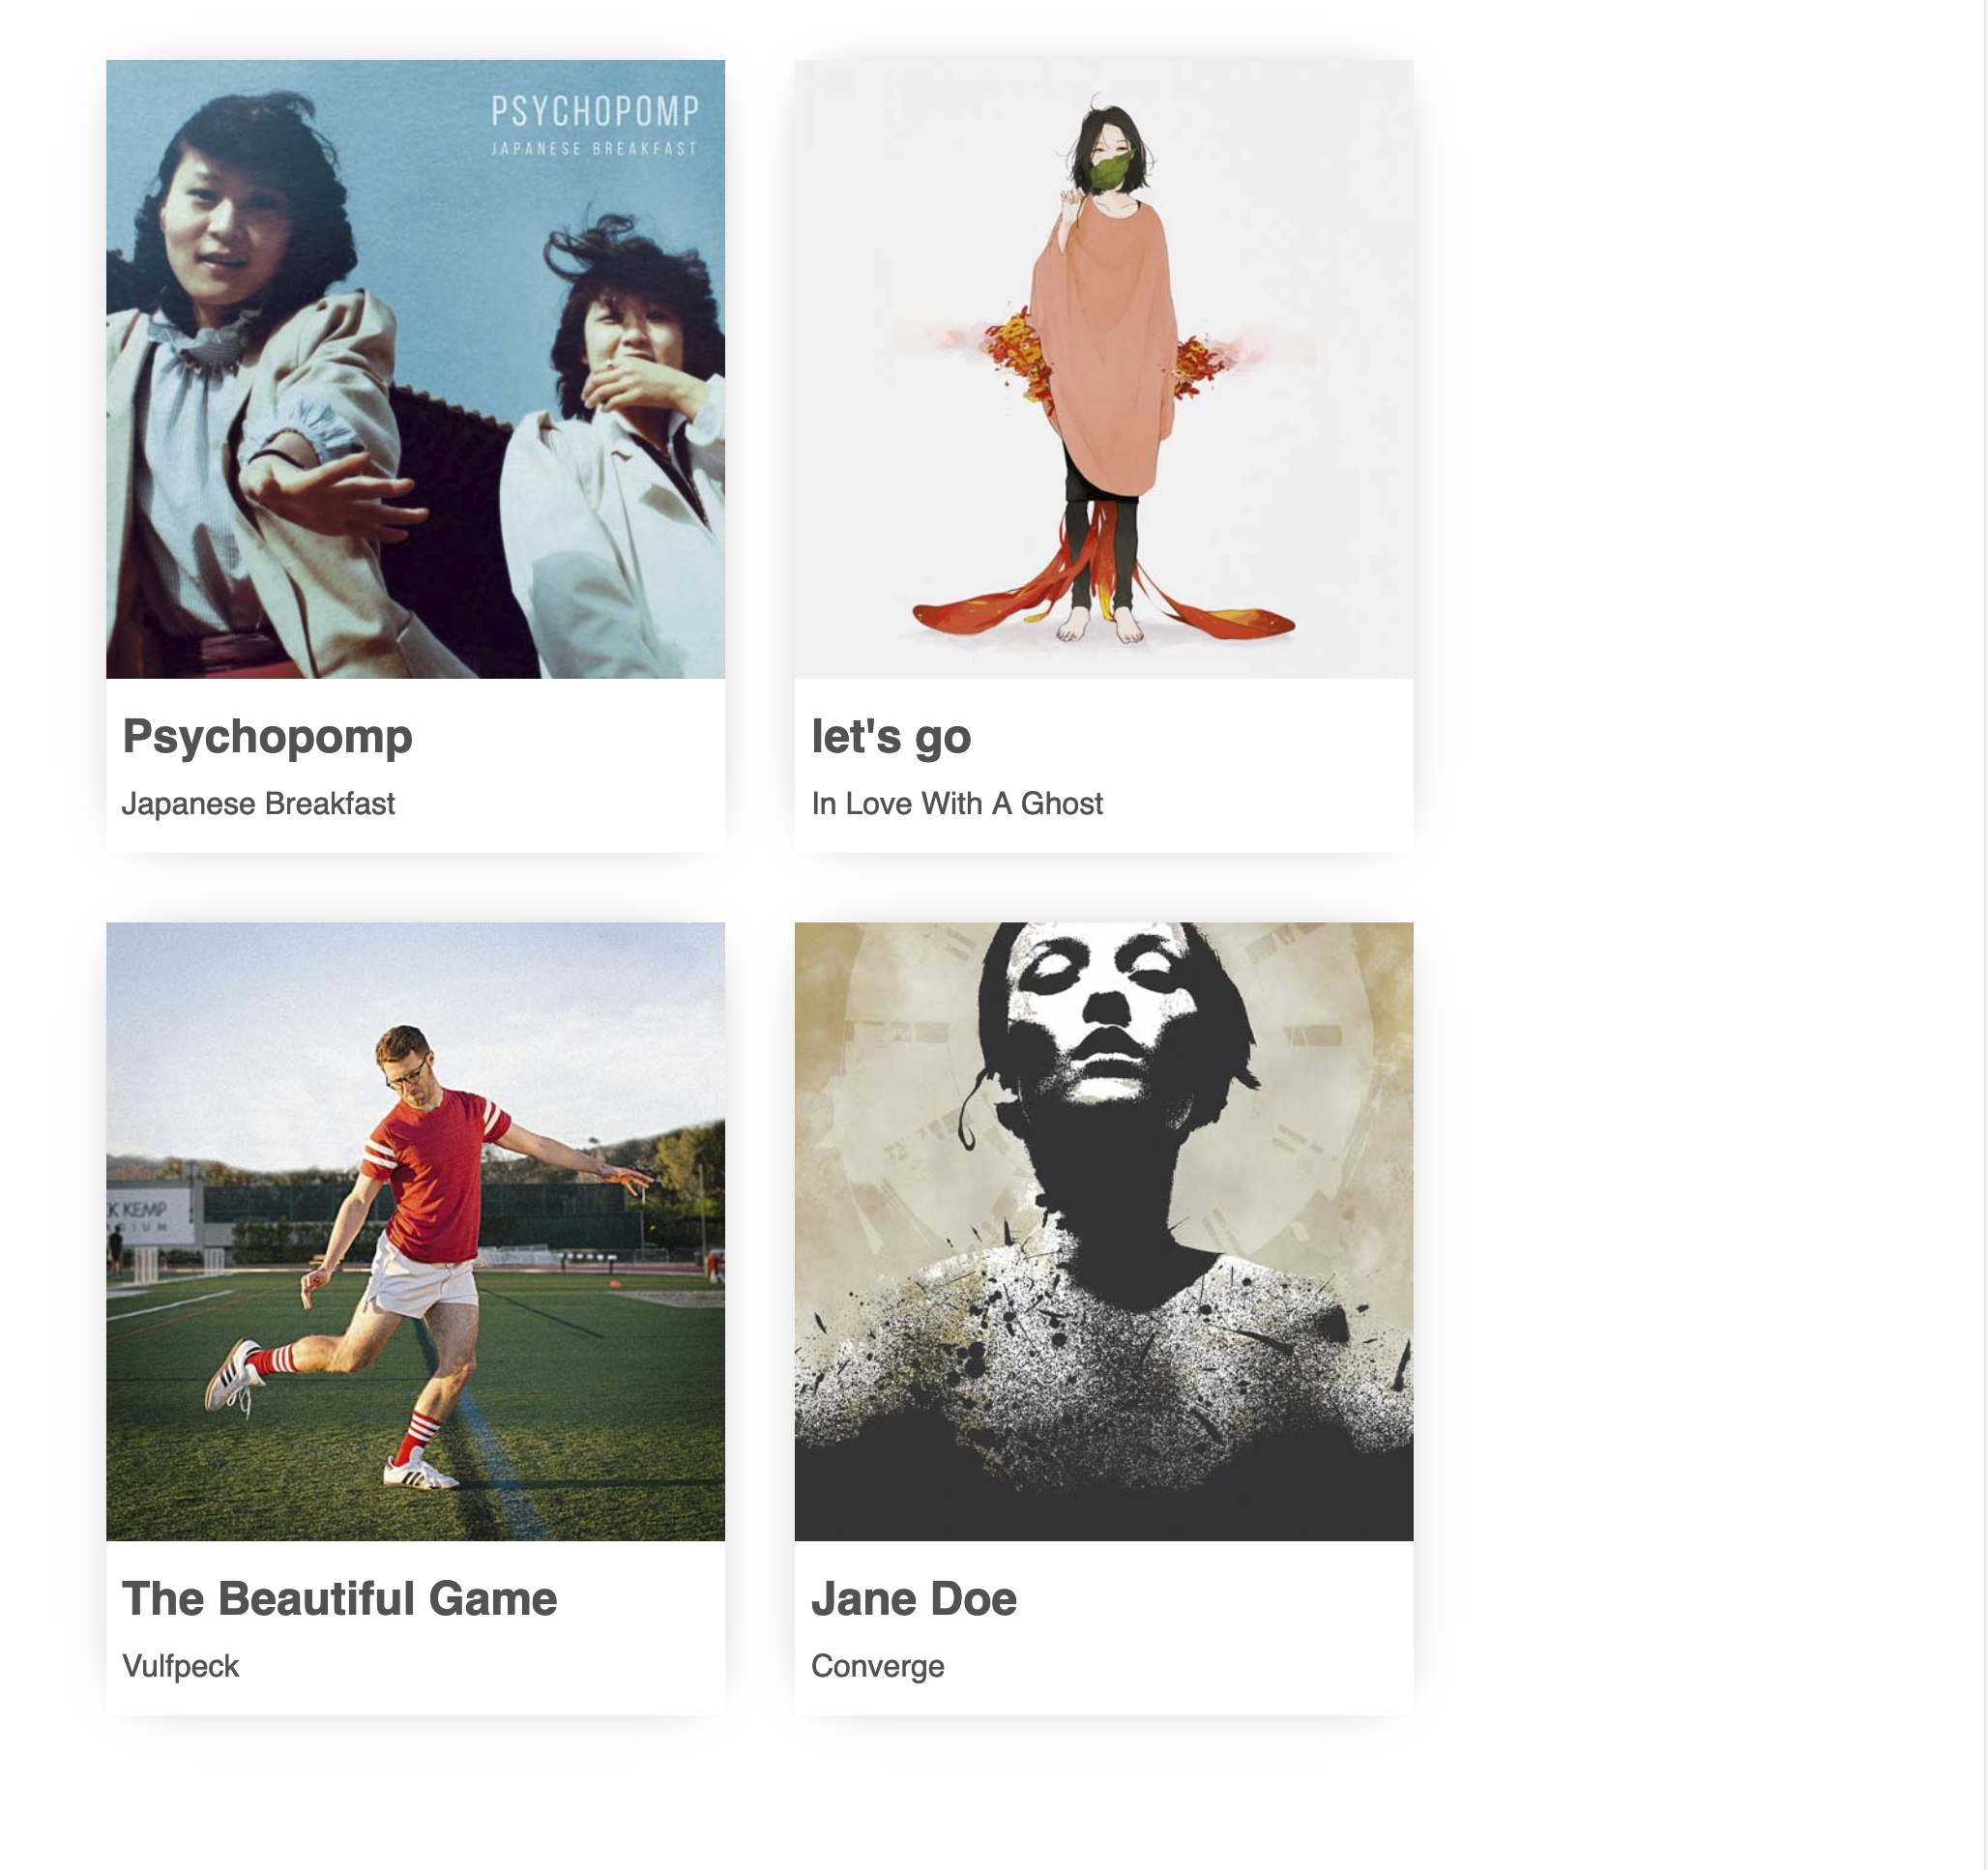 PSYCHOPOMP
JAPANESE BREAKFAST
Psychopomp
Japanese Breakfast
let's go
In Love With A Ghost
K KEMP
DIUM
The Beautiful Game
Vulfpeck
Jane Doe
Converge